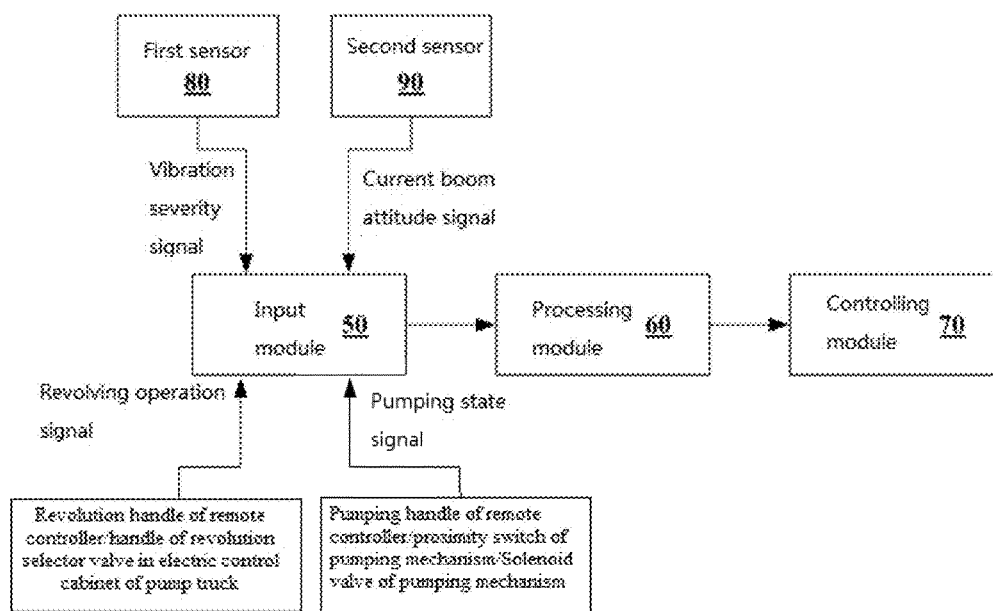 First sensor
80
Second sensor
90
Vibration
severity
signal
Current boom
attitude signal
Input
module 50
Processing
module 60
Controlling
module 70
Revolving operation
signal
Pumping state
signal
Revolution handle of remote
controller/handle of revolution
selector valve in electric control
cabinet of pump truck
Pumping handle of remote
controller/proximity switch of
pumping mechanism/Solenoid
valve of pumping mechanism